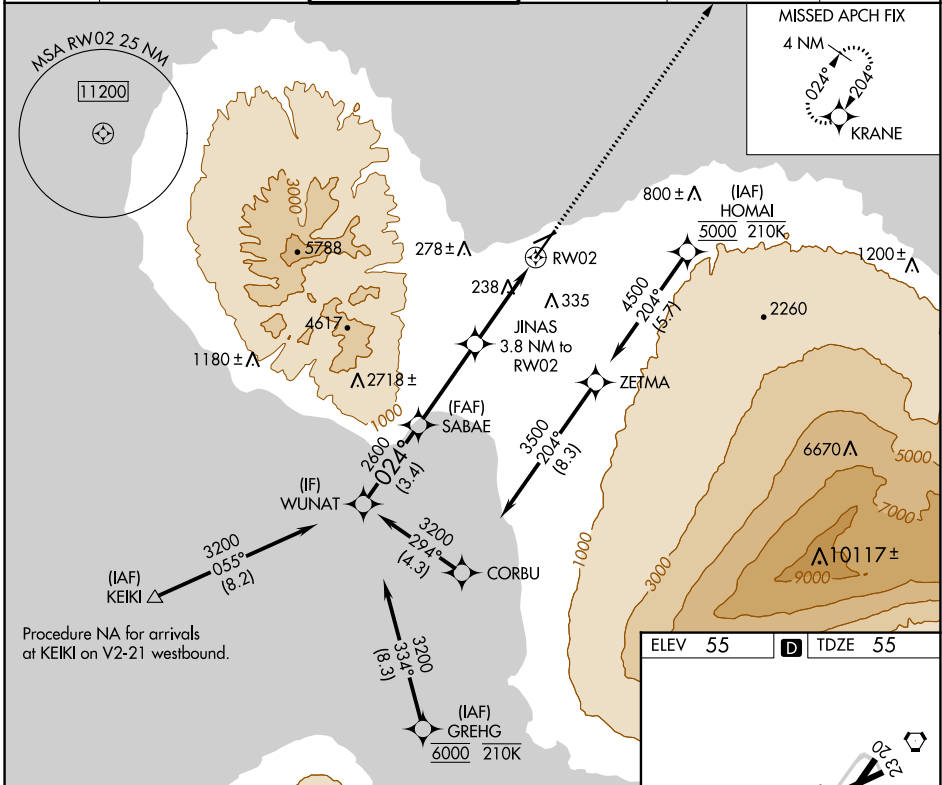 MSA RW02 25 NM
11200
MISSED APCH FIX
4 NM
024°
204°
KRANE
3000
5788
4617
1180 ±
2718 ±
1000
278 ±
238
335
RW02
JINAS
3.8 NM to
RW02
800 ±
(IAF)
HOMAI
5000 210K
1200 ±
2260
4500
204°
(5.7)
ZETMA
3500
204°
(8.3)
(FAF)
SABAE
2600
024°
(3.4)
(IF)
WUNAT
3200
294°
(4.3)
CORBU
3200
055°
(8.2)
(IAF)
KEIKI
Procedure NA for arrivals
at KEIKI on V2-21 westbound.
3200
334°
(8.3)
(IAF)
GREHG
6000 210K
6670
5000
7000
10117 ±
9000
1000
3000
ELEV 55
D
TDZE 55
20
23